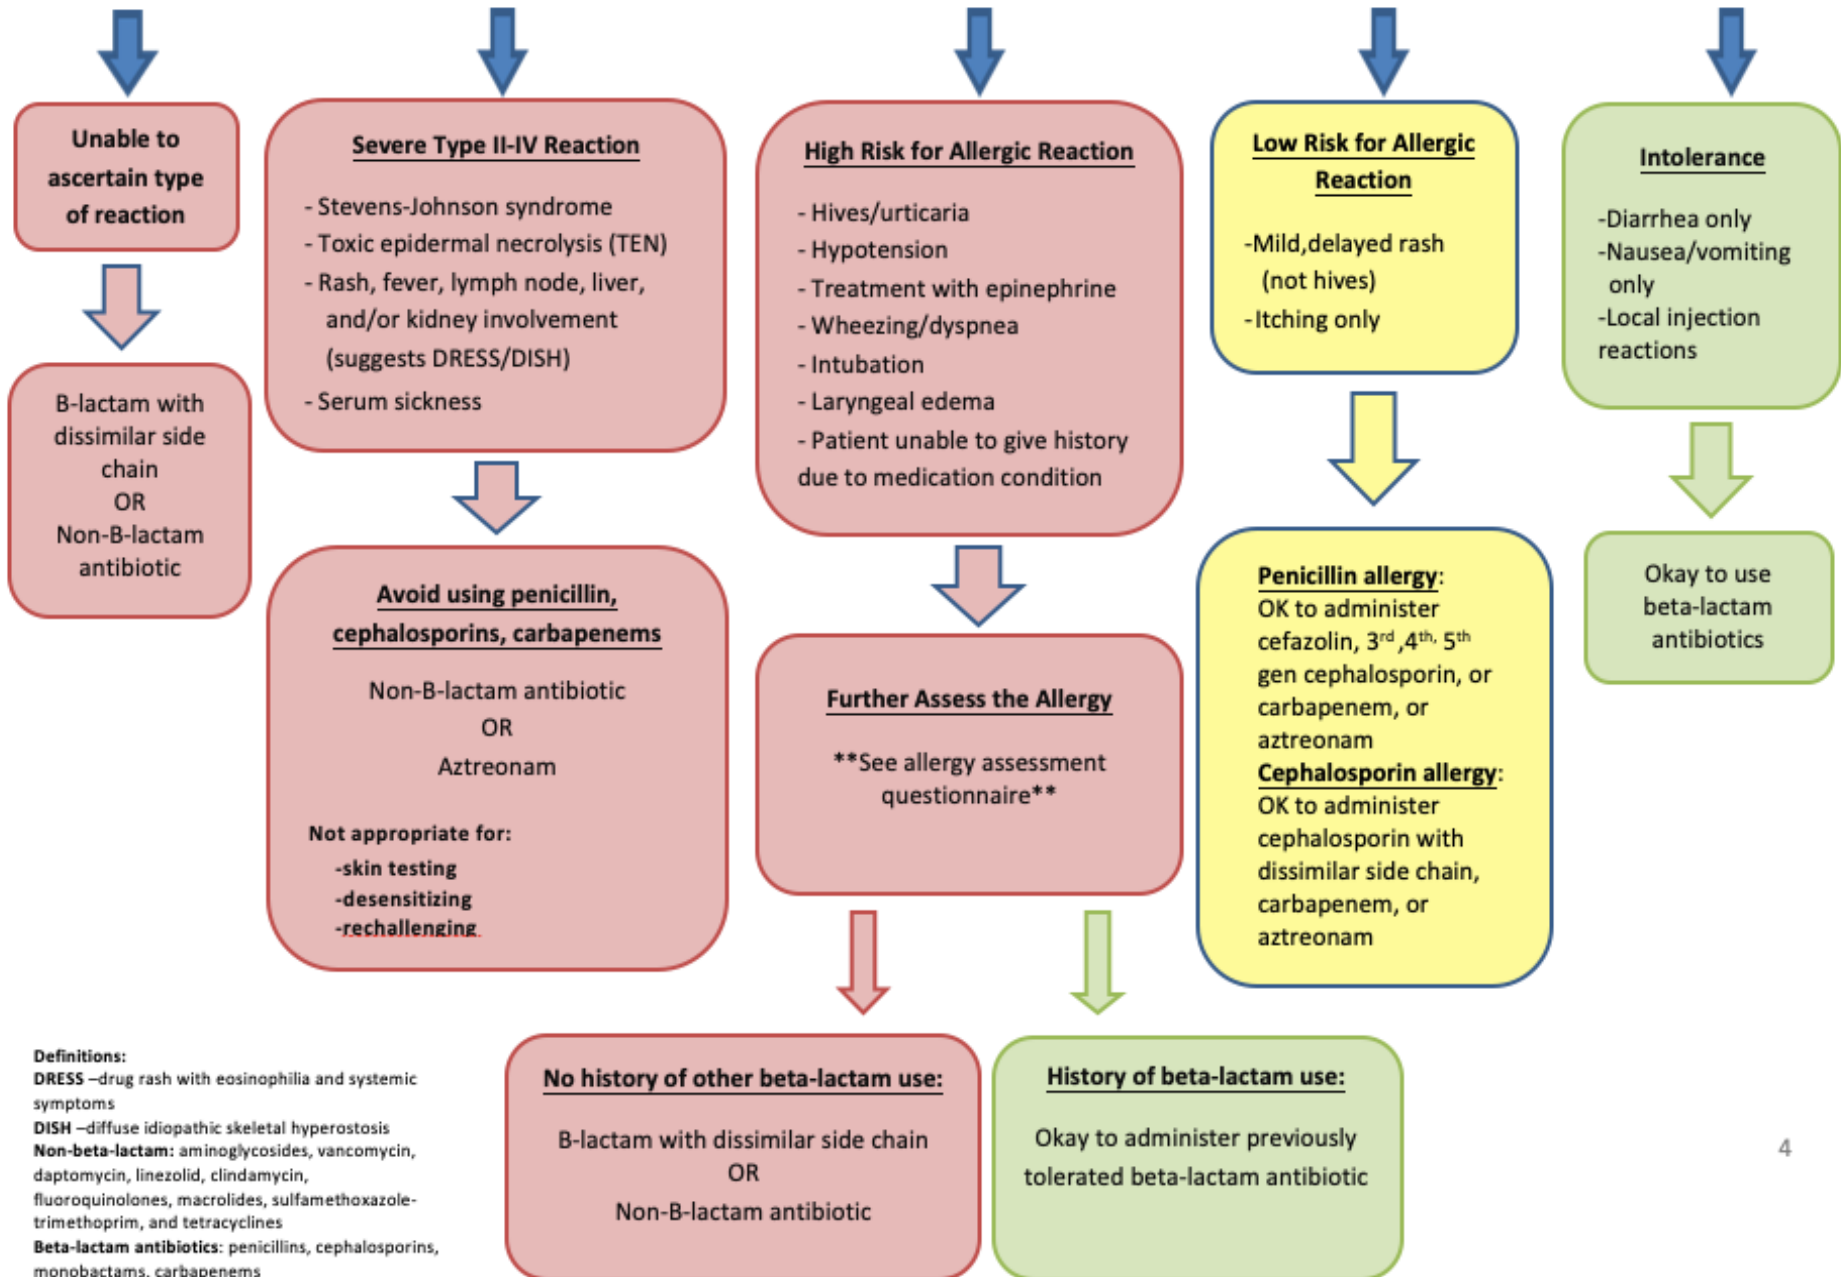 Unable to
ascertain type
of reaction
B-lactam with
dissimilar side
chain
OR
Non-B-lactam
antibiotic
Severe Type II-IV Reaction
- Stevens-Johnson syndrome
- Toxic epidermal necrolysis (TEN)
- Rash, fever, lymph node, liver,
and/or kidney involvement
(suggests DRESS/DISH)
- Serum sickness
Avoid using penicillin,
cephalosporins, carbapenems
Non-B-lactam antibiotic
OR
Aztreonam
Not appropriate for:
-skin testing
-desensitizing
-rechallenging
High Risk for Allergic Reaction
- Hives/urticaria
- Hypotension
- Treatment with epinephrine
- Wheezing/dyspnea
- Intubation
- Laryngeal edema
- Patient unable to give history
due to medication condition
Further Assess the Allergy
**See allergy assessment
questionnaire**
Low Risk for Allergic
Reaction
-Mild,delayed rash
(not hives)
-Itching only
Penicillin allergy:
OK to administer
cefazolin, 3rd ,4th, 5th
gen cephalosporin, or
carbapenem, or
aztreonam
Cephalosporin allergy:
OK to administer
cephalosporin with
dissimilar side chain,
carbapenem, or
aztreonam
Intolerance
-Diarrhea only
-Nausea/vomiting
only
-Local injection
reactions
Okay to use
beta-lactam
antibiotics
No history of other beta-lactam use:
B-lactam with dissimilar side chain
OR
Non-B-lactam antibiotic
History of beta-lactam use:
Okay to administer previously
tolerated beta-lactam antibiotic
Definitions:
DRESS –drug rash with eosinophilia and systemic
symptoms
DISH –diffuse idiopathic skeletal hyperostosis
Non-beta-lactam: aminoglycosides, vancomycin,
daptomycin, linezolid, clindamycin,
fluoroquinolones, macrolides, sulfamethoxazole-
trimethoprim, and tetracyclines
Beta-lactam antibiotics: penicillins, cephalosporins,
monobactams, carbapenems
4